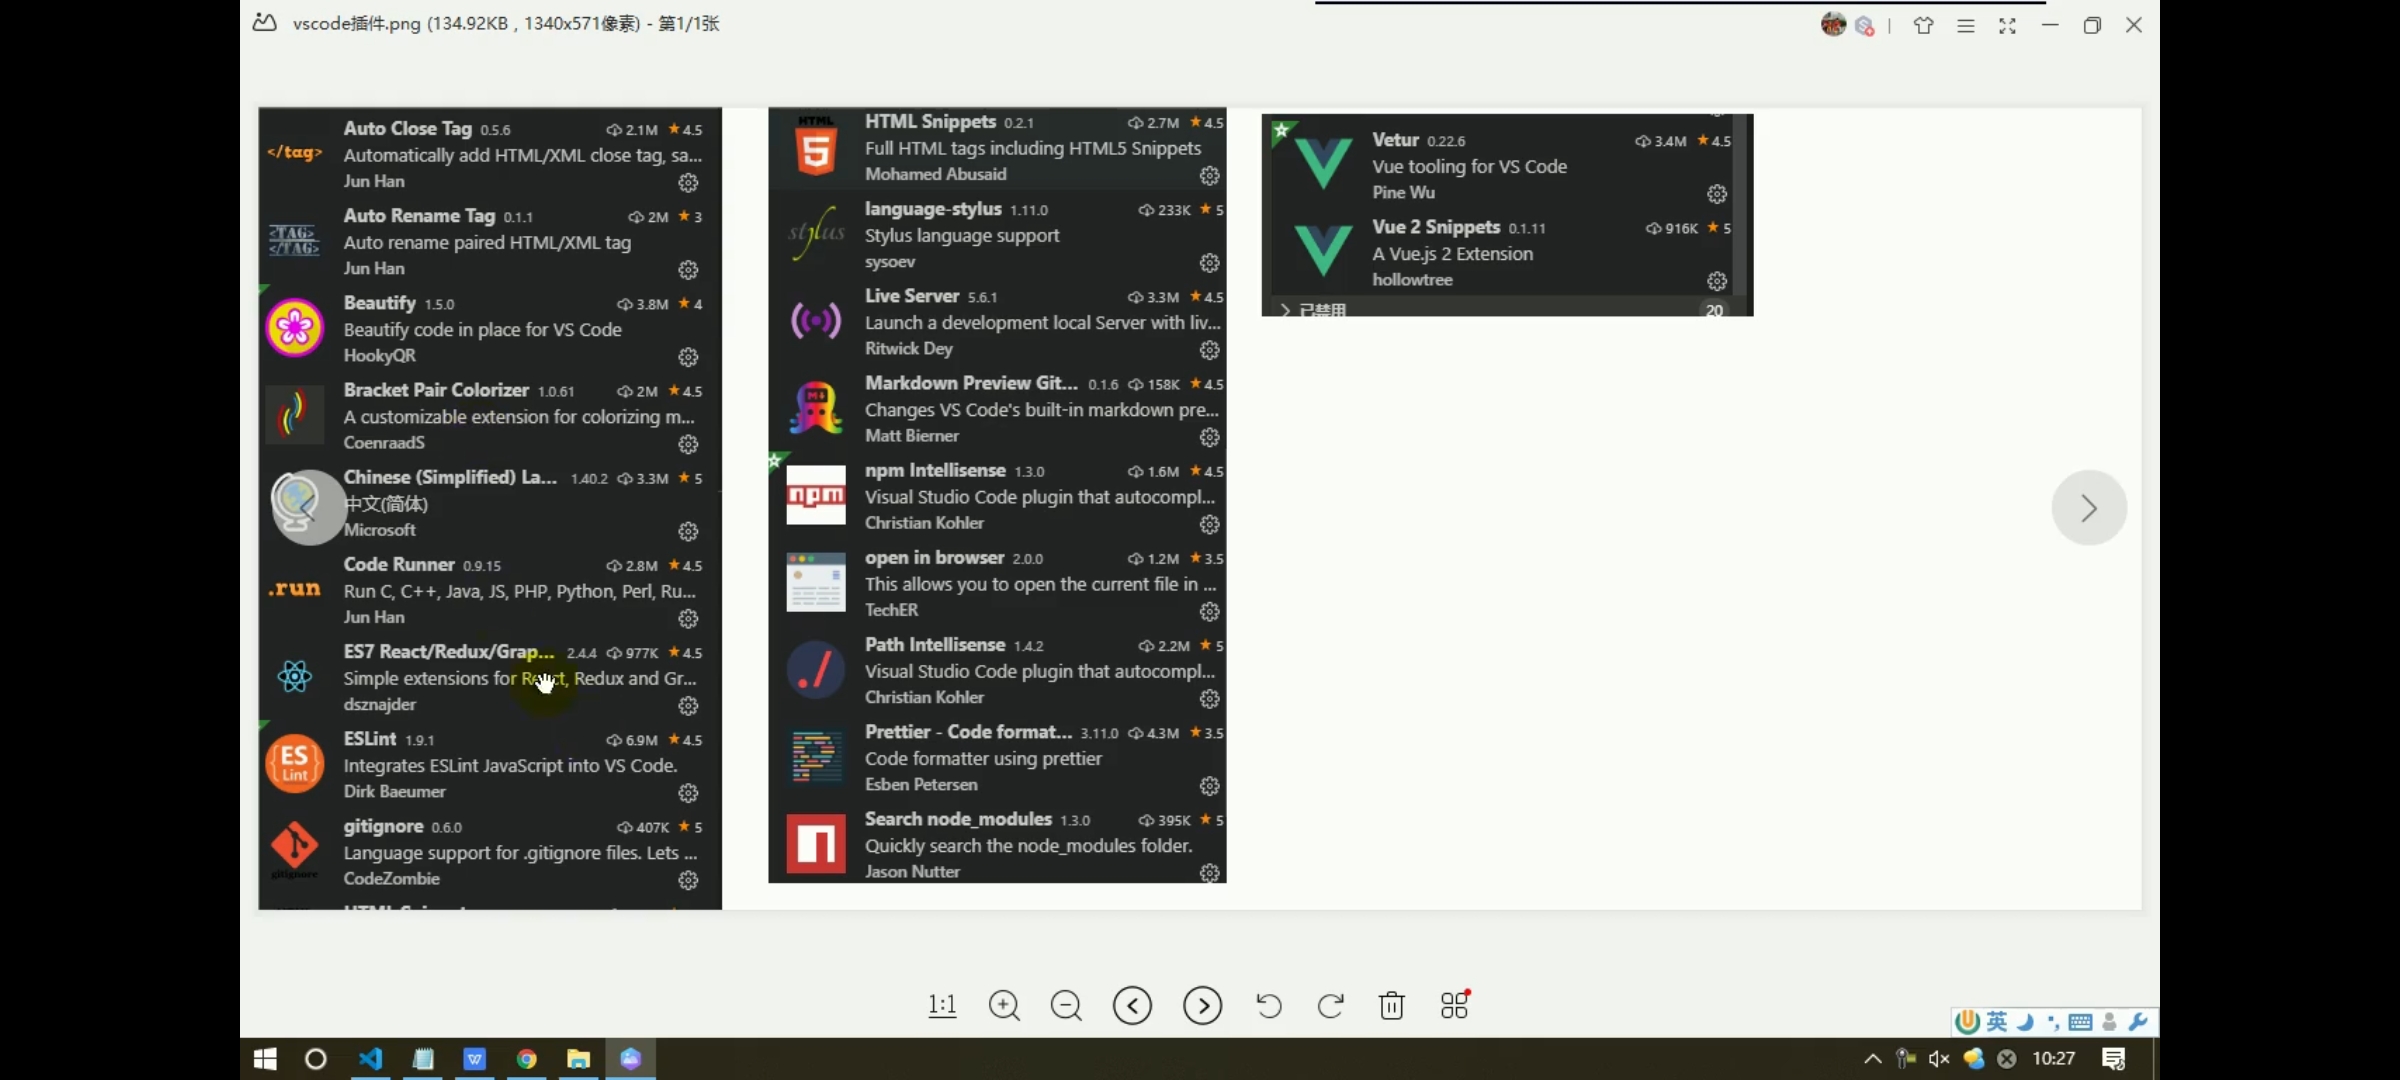 vscode插件.png (134.92KB , 1340x571像素) - 第1/1张
</tag>
Auto Close Tag 0.5.6 2.1M 4.5
Automatically add HTML/XML close tag, sa...
Jun Han
<TAG>
</TAG>
Auto Rename Tag 0.1.1 2M 3
Auto rename paired HTML/XML tag
Jun Han
Beautify 1.5.0 3.8M 4
Beautify code in place for VS Code
HookyQR
Bracket Pair Colorizer 1.0.61 2M 4.5
A customizable extension for colorizing m...
CoenraadS
Chinese (Simplified) La... 1.40.2 3.3M 5
中文(简体)
Microsoft
.run
Code Runner 0.9.15 2.8M 4.5
Run C, C++, Java, JS, PHP, Python, Perl, Ru...
Jun Han
ES7 React/Redux/Grap... 2.4.4 977K 4.5
Simple extensions for React, Redux and Gr...
dsznajder
ES
Lint
ESLint 1.9.1 6.9M 4.5
Integrates ESLint JavaScript into VS Code.
Dirk Baeumer
gitignore
gitignore 0.6.0 407K 5
Language support for .gitignore files. Lets ...
CodeZombie
HTML
5
HTML Snippets 0.2.1 2.7M 4.5
Full HTML tags including HTML5 Snippets
Mohamed Abusaid
stylus
language-stylus 1.11.0 233K 5
Stylus language support
sysoev
Live Server 5.6.1 3.3M 4.5
Launch a development local Server with liv...
Ritwick Dey
Markdown Preview Git... 0.1.6 158K 4.5
Changes VS Code's built-in markdown pre...
Matt Bierner
npm
npm Intellisense 1.3.0 1.6M 4.5
Visual Studio Code plugin that autocompl...
Christian Kohler
open in browser 2.0.0 1.2M 3.5
This allows you to open the current file in ...
TechER
Path Intellisense 1.4.2 2.2M 5
Visual Studio Code plugin that autocompl...
Christian Kohler
Prettier - Code format... 3.11.0 4.3M 3.5
Code formatter using prettier
Esben Petersen
Search node_modules 1.3.0 395K 5
Quickly search the node_modules folder.
Jason Nutter
Vetur 0.22.6 3.4M 4.5
Vue tooling for VS Code
Pine Wu
Vue 2 Snippets 0.1.11 916K 5
A Vue.js 2 Extension
hollowtree
已禁用 20
1:1
英
10:27